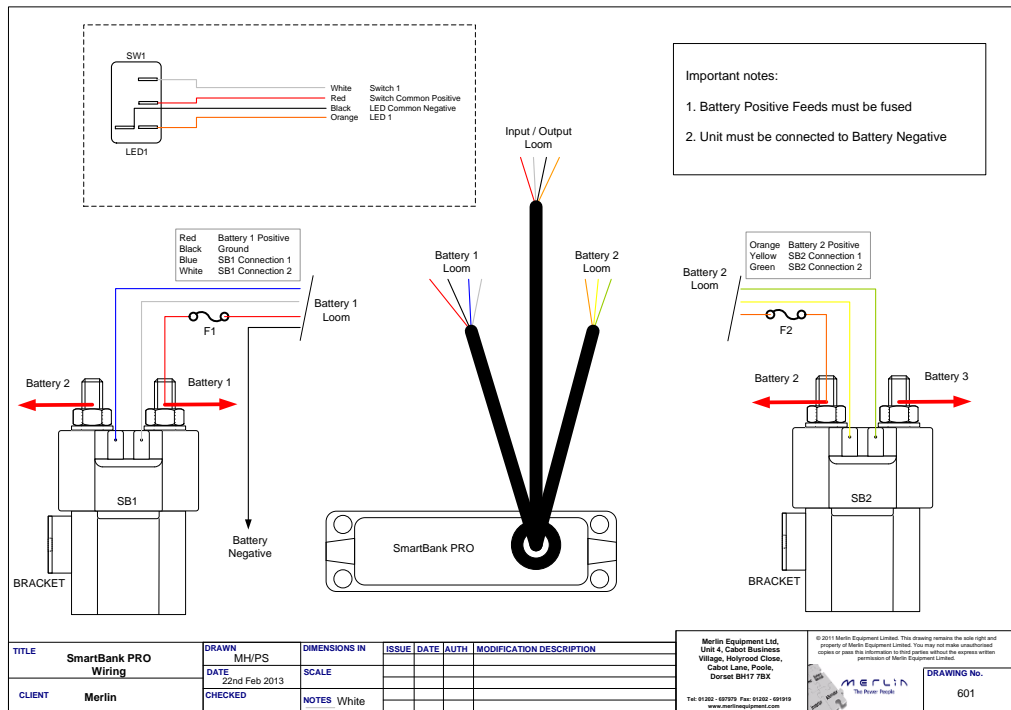 SW1
White Switch 1
Red Switch Common Positive
Black LED Common Negative
Orange LED 1
LED1
Important notes:
1. Battery Positive Feeds must be fused
2. Unit must be connected to Battery Negative
Input / Output
Loom
Red Battery 1 Positive
Black Ground
Blue SB1 Connection 1
White SB1 Connection 2
Battery 1
Loom
F1
Battery 2
Battery 1
SB1
BRACKET
Battery
Negative
Battery 1
Loom
Battery 2
Loom
SmartBank PRO
Orange Battery 2 Positive
Yellow SB2 Connection 1
Green SB2 Connection 2
Battery 2
Loom
F2
Battery 2
Battery 3
SB2
BRACKET
TITLE
SmartBank PRO
Wiring
CLIENT Merlin
DRAWN
MH/PS
DATE
22nd Feb 2013
CHECKED
DIMENSIONS IN
SCALE
NOTES White
ISSUE DATE AUTH MODIFICATION DESCRIPTION
Merlin Equipment Ltd,
Unit 4, Cabot Business
Village, Holyrood Close,
Cabot Lane, Poole,
Dorset BH17 7BX
Tel: 01202 - 697979 Fax: 01202 - 691919
www.merlinequipment.com
© 2011 Merlin Equipment Limited. This drawing remains the sole right and
property of Merlin Equipment Limited. You may not make unauthorised
copies or pass this information to third parties without the express written
permission of Merlin Equipment Limited.
MERLIN
The Power People
DRAWING No.
601